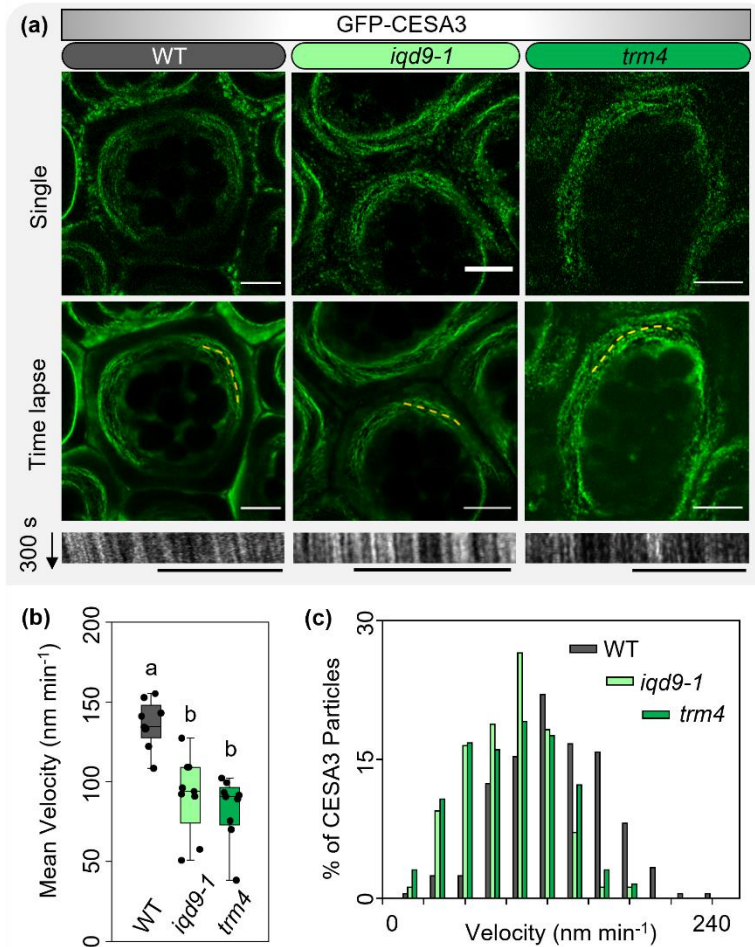 (a)
GFP-CESA3
WT
iqd9-1
trm4
Single
Time lapse
300 s
(b)
Mean Velocity (nm min⁻¹)
200
150
100
50
0
a
b
b
WT
iqd9-1
trm4
(c)
% of CESA3 Particles
30
15
0
WT
iqd9-1
trm4
0
240
Velocity (nm min⁻¹)